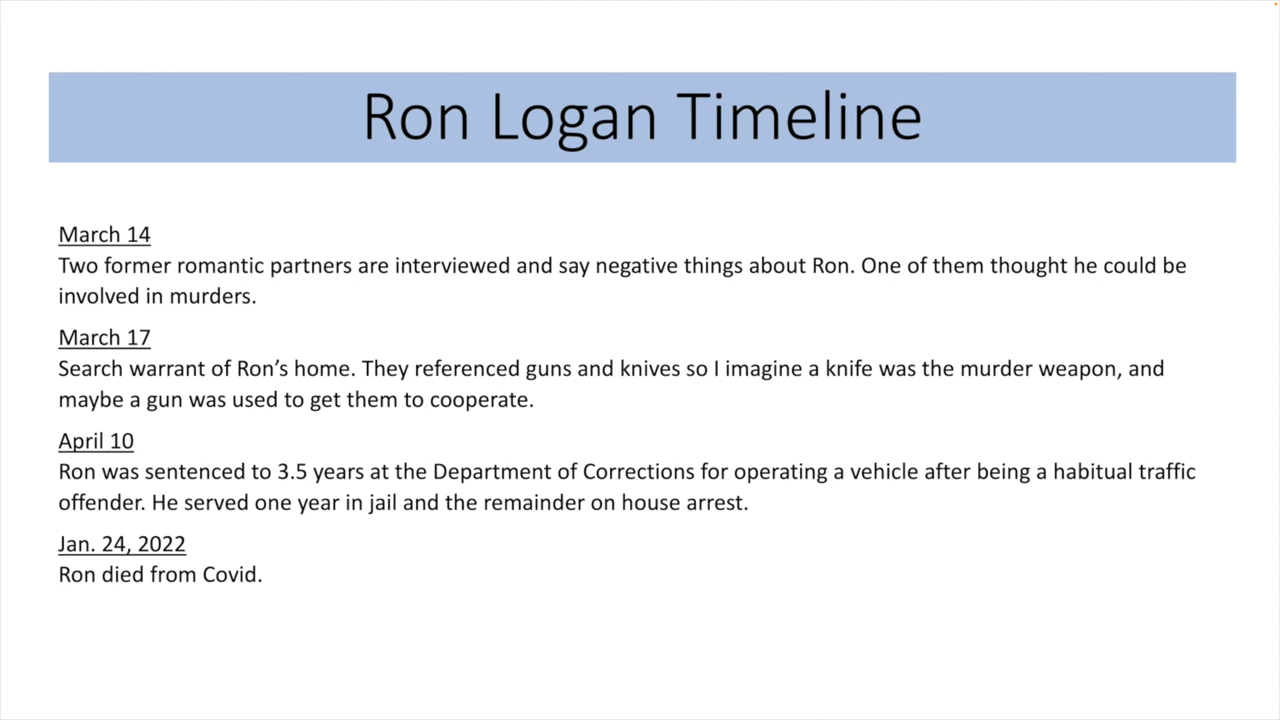 Ron Logan Timeline
March 14
Two former romantic partners are interviewed and say negative things about Ron. One of them thought he could be
involved in murders.
March 17
Search warrant of Ron’s home. They referenced guns and knives so I imagine a knife was the murder weapon, and
maybe a gun was used to get them to cooperate.
April 10
Ron was sentenced to 3.5 years at the Department of Corrections for operating a vehicle after being a habitual traffic
offender. He served one year in jail and the remainder on house arrest.
Jan. 24, 2022
Ron died from Covid.